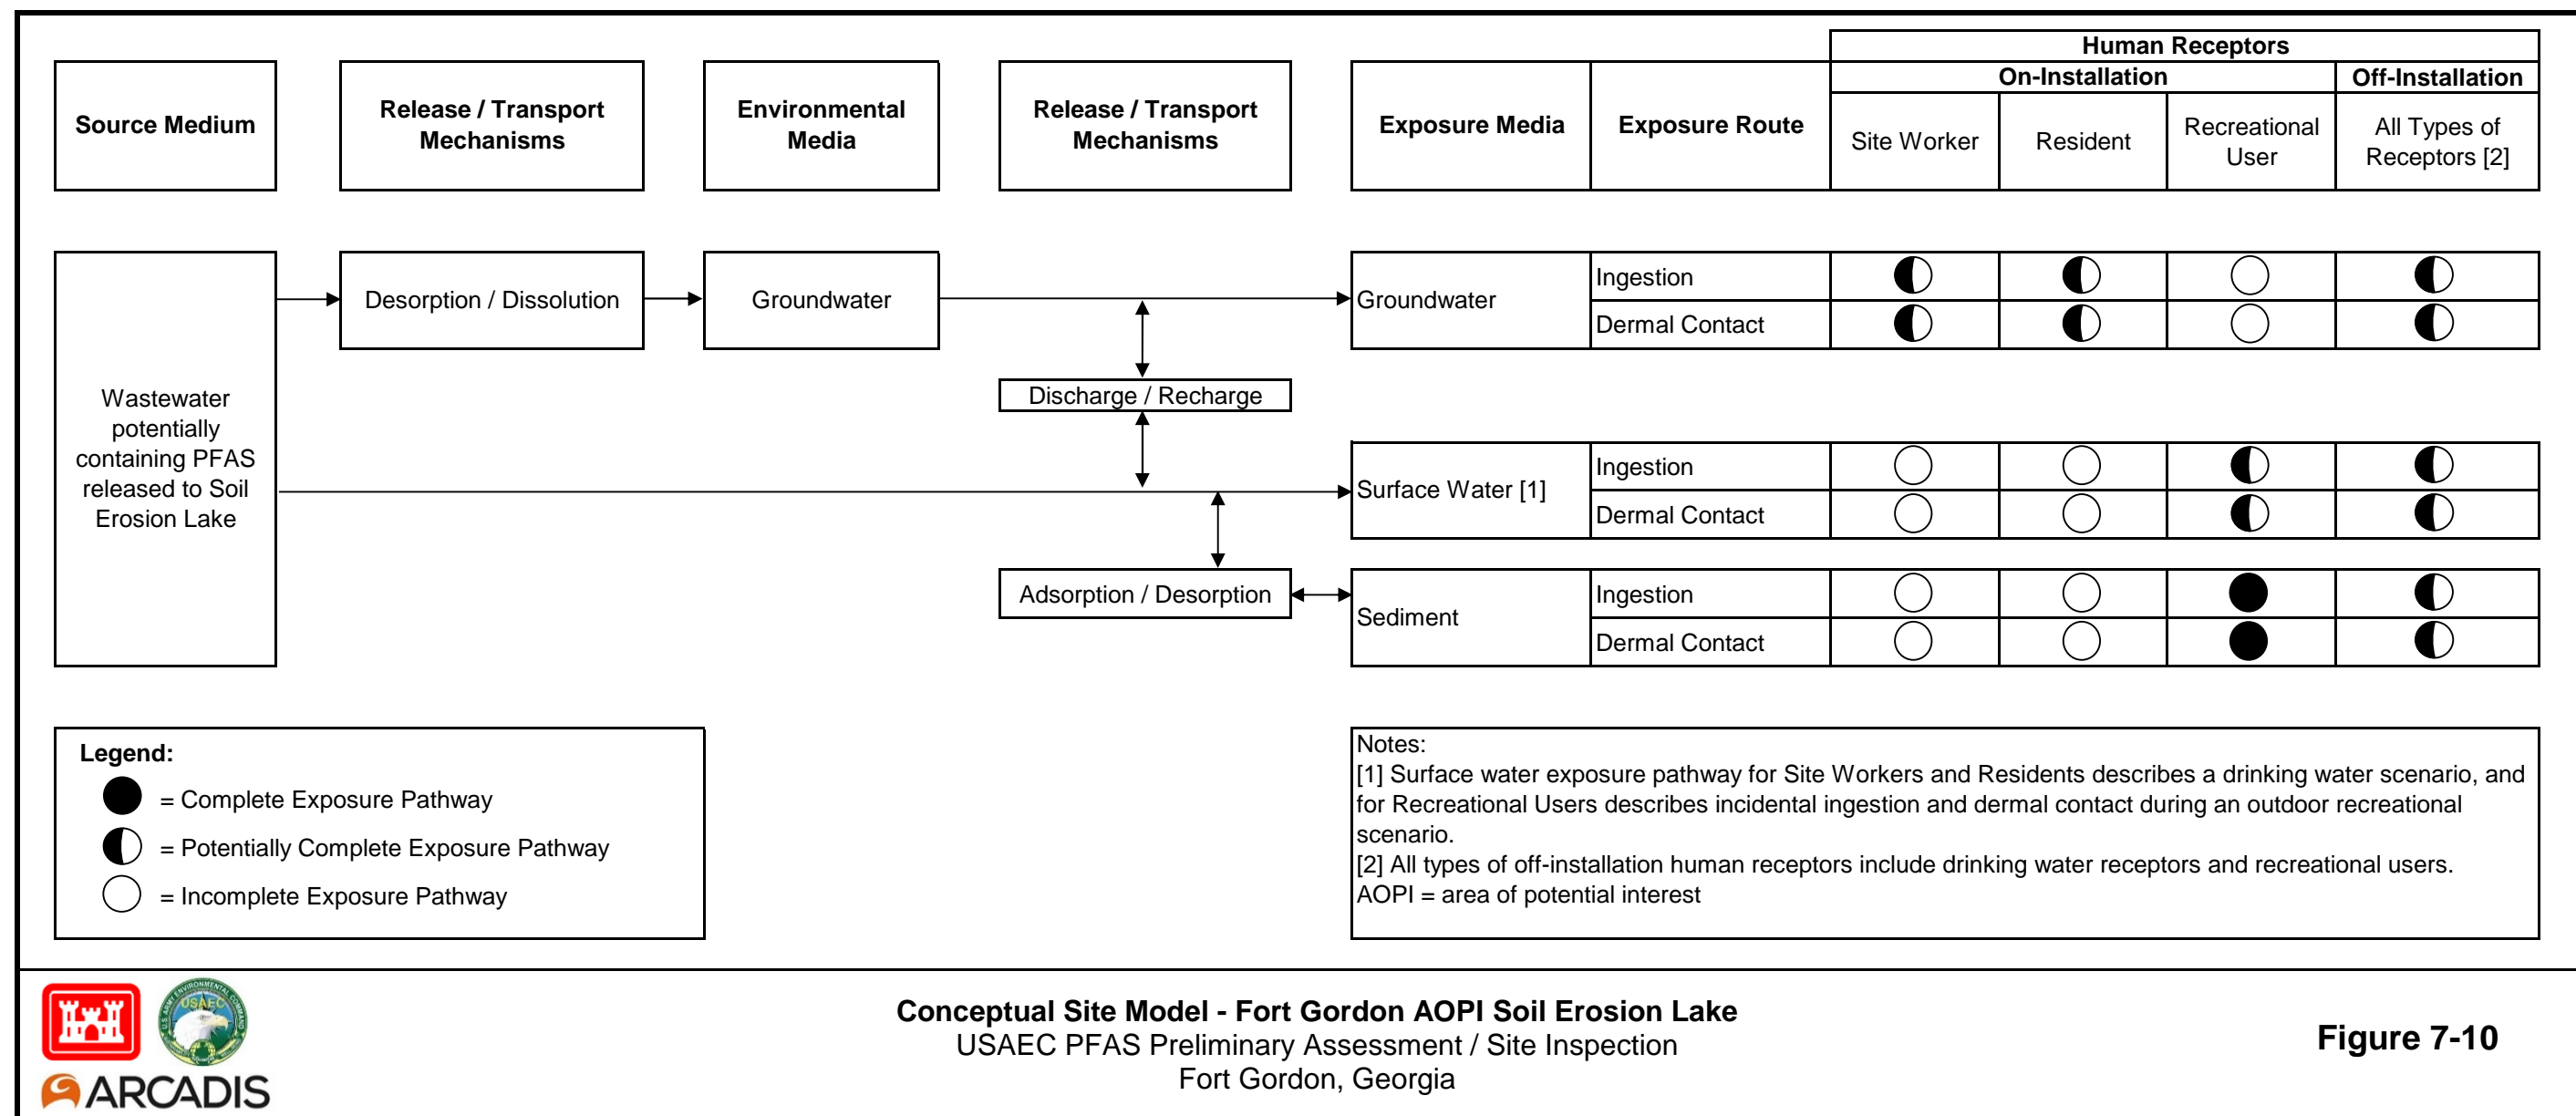 Human Receptors
On-Installation
Off-Installation
Source Medium
Release / Transport
Mechanisms
Environmental
Media
Release / Transport
Mechanisms
Exposure Media
Exposure Route
Site Worker
Resident
Recreational
User
All Types of
Receptors [2]
Wastewater
potentially
containing PFAS
released to Soil
Erosion Lake
Desorption / Dissolution
Groundwater
Discharge / Recharge
Adsorption / Desorption
Groundwater
Ingestion
Dermal Contact
Surface Water [1]
Ingestion
Dermal Contact
Sediment
Ingestion
Dermal Contact
Legend:
= Complete Exposure Pathway
= Potentially Complete Exposure Pathway
= Incomplete Exposure Pathway
Notes:
[1] Surface water exposure pathway for Site Workers and Residents describes a drinking water scenario, and
for Recreational Users describes incidental ingestion and dermal contact during an outdoor recreational
scenario.
[2] All types of off-installation human receptors include drinking water receptors and recreational users.
AOPI = area of potential interest
U.S. ARMY ENVIRONMENTAL COMMAND
USAEC
ARCADIS
Conceptual Site Model - Fort Gordon AOPI Soil Erosion Lake
USAEC PFAS Preliminary Assessment / Site Inspection
Fort Gordon, Georgia
Figure 7-10